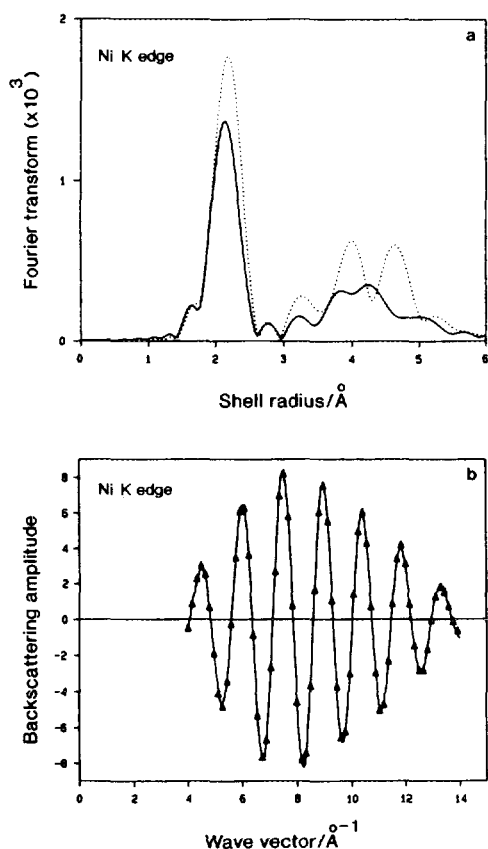 2
a
Ni K edge
Fourier transform (x10³)
1
0
0 1 2 3 4 5 6
Shell radius/Å
8
b
Ni K edge
6
4
2
0
-2
-4
-6
-8
Backscattering amplitude
0 2 4 6 8 10 12 14
Wave vector/Å⁻¹